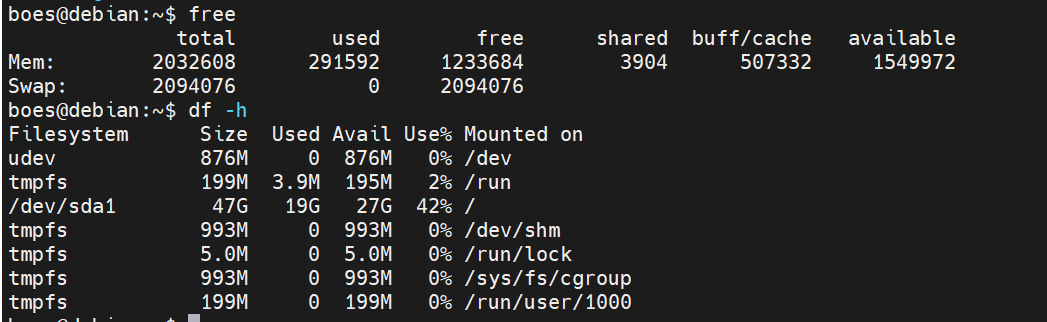 boes@debian:~$ free
              total        used        free      shared  buff/cache   available
Mem:        2032608      291592     1233684        3904      507332     1549972
Swap:       2094076           0     2094076
boes@debian:~$ df -h
Filesystem      Size  Used Avail Use% Mounted on
udev            876M     0  876M   0% /dev
tmpfs           199M  3.9M  195M   2% /run
/dev/sda1        47G   19G   27G  42% /
tmpfs           993M     0  993M   0% /dev/shm
tmpfs           5.0M     0  5.0M   0% /run/lock
tmpfs           993M     0  993M   0% /sys/fs/cgroup
tmpfs           199M     0  199M   0% /run/user/1000
boes@debian:~$